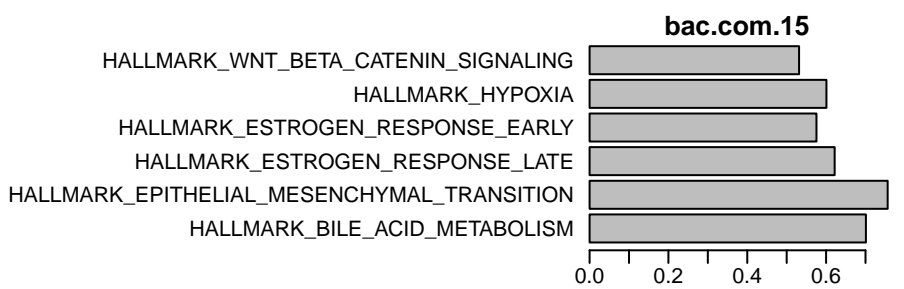 bac.com.15
HALLMARK_WNT_BETA_CATENIN_SIGNALING
HALLMARK_HYPOXIA
HALLMARK_ESTROGEN_RESPONSE_EARLY
HALLMARK_ESTROGEN_RESPONSE_LATE
HALLMARK_EPITHELIAL_MESENCHYMAL_TRANSITION
HALLMARK_BILE_ACID_METABOLISM
0.0 0.2 0.4 0.6